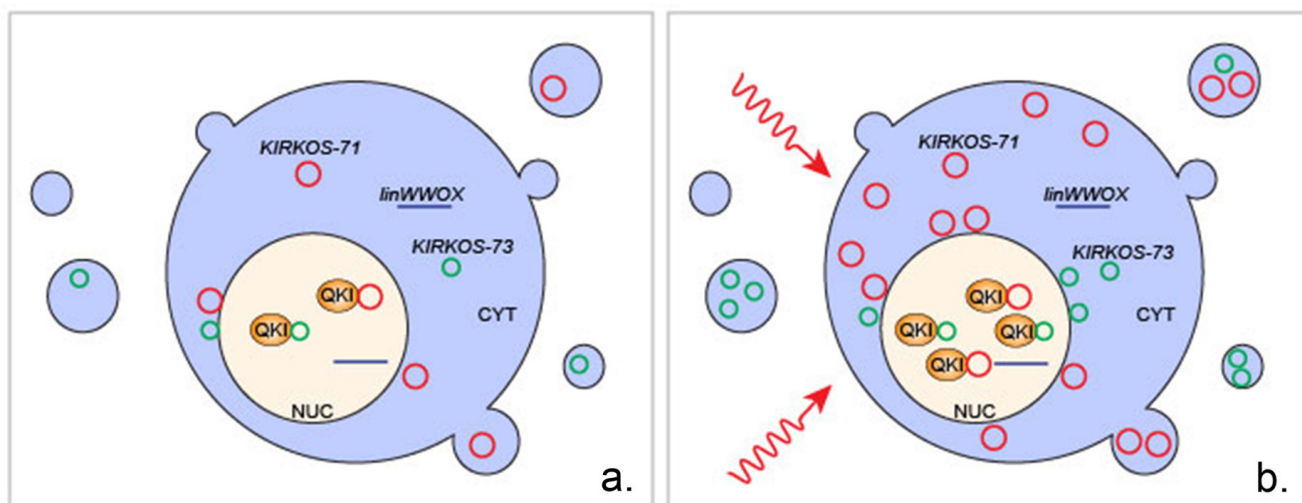 KIRKOS-71
linWWOX
KIRKOS-73
QKI
QKI
CYT
NUC
a.
KIRKOS-71
linWWOX
KIRKOS-73
QKI
CYT
QKI
QKI
QKI
NUC
b.